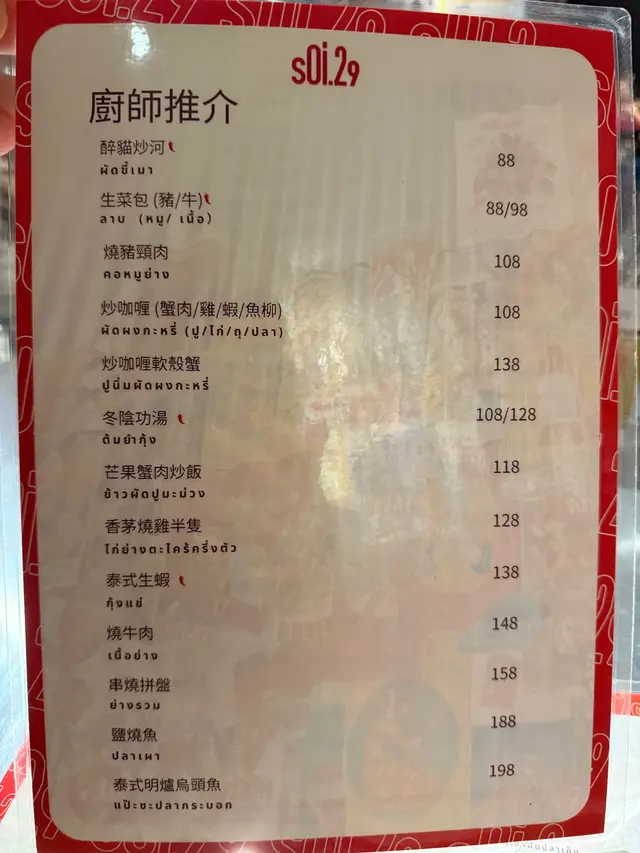 sOi.29
廚師推介
醉貓炒河
ผัดขี้เมา
88
生菜包 (豬/牛)
ลาบ (หมู/ เนื้อ)
88/98
燒豬頸肉
คอหมูย่าง
108
炒咖喱 (蟹肉/雞/蝦/魚柳)
ผัดผงกะหรี่ (ปู/ไก่/ถุ/ปลา)
108
炒咖喱軟殼蟹
ปูนิ่มผัดผงกะหรี่
138
冬陰功湯
ต้มยำกุ้ง
108/128
芒果蟹肉炒飯
ข้าวผัดปูมะม่วง
118
香茅燒雞半隻
ไก่ย่างตะไคร้ครึ่งตัว
128
泰式生蝦
กุ้งแช่
138
燒牛肉
เนื้อย่าง
148
串燒拼盤
ย่างรวม
158
鹽燒魚
ปลาเผา
188
泰式明爐烏頭魚
แป๊ะซะปลากระบอก
198